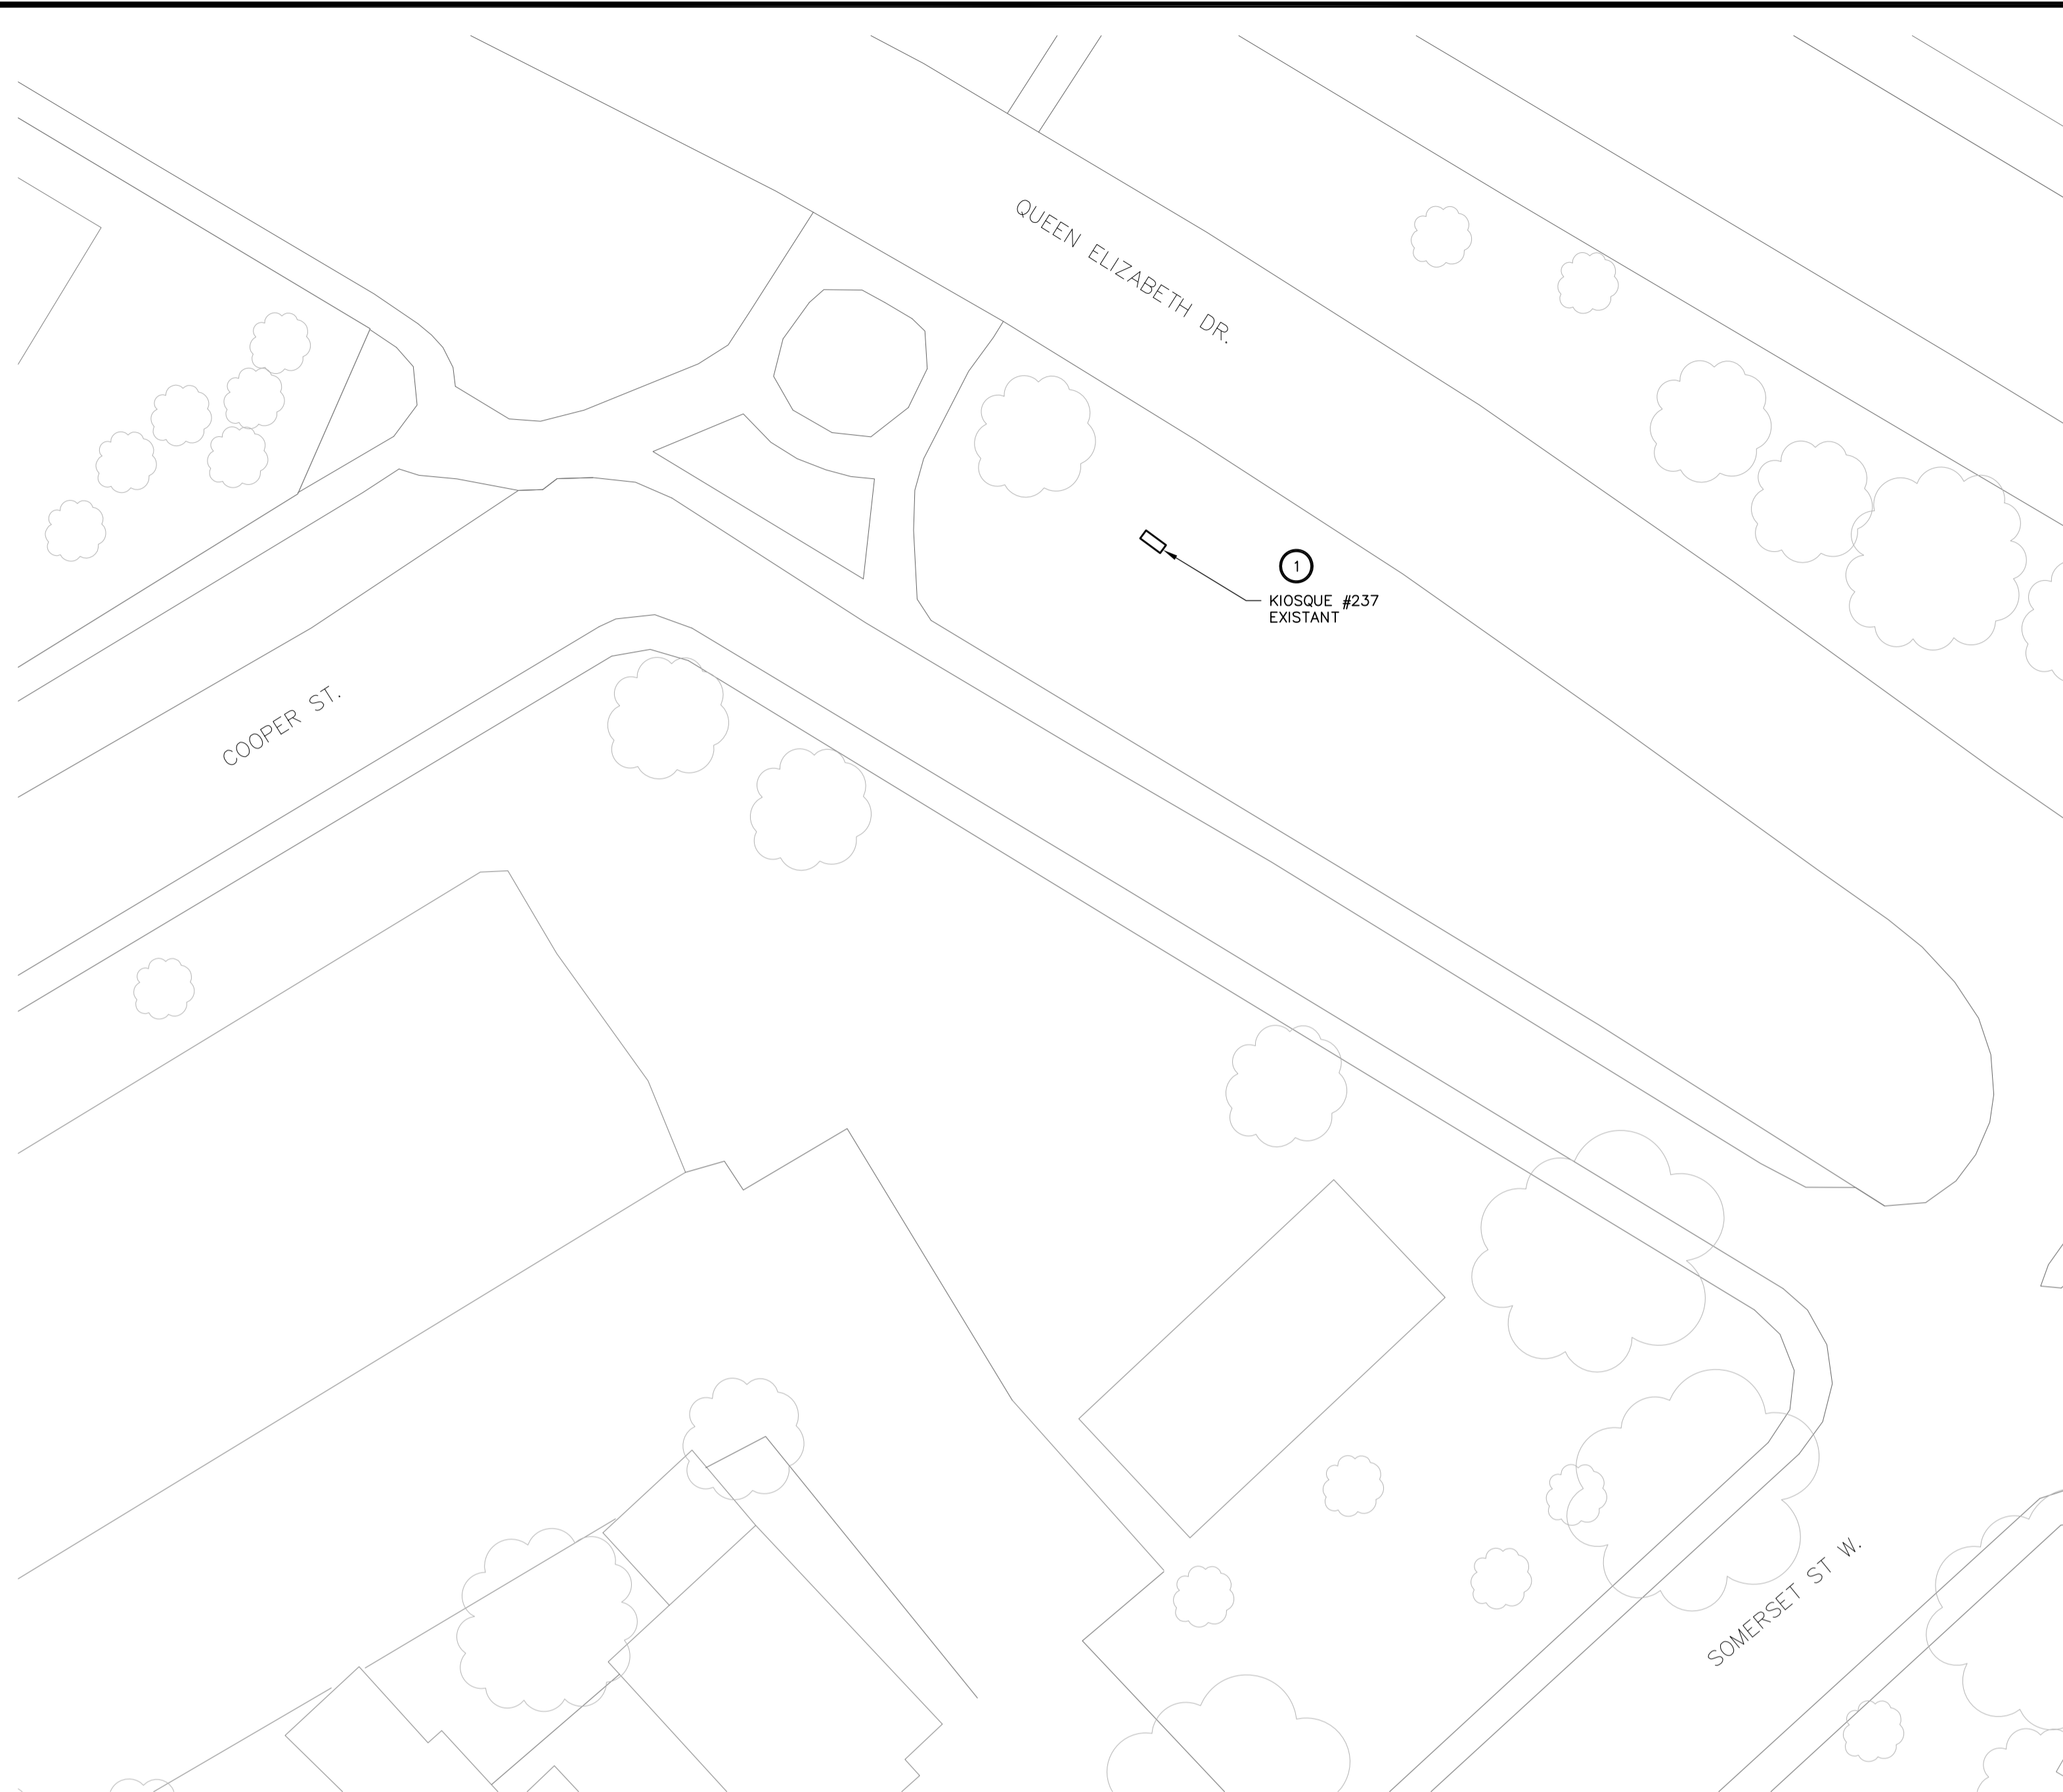 QUEEN ELIZABETH DR.
1
KIOSQUE #237
EXISTANT
COOPER ST.
SOMERSET ST W.